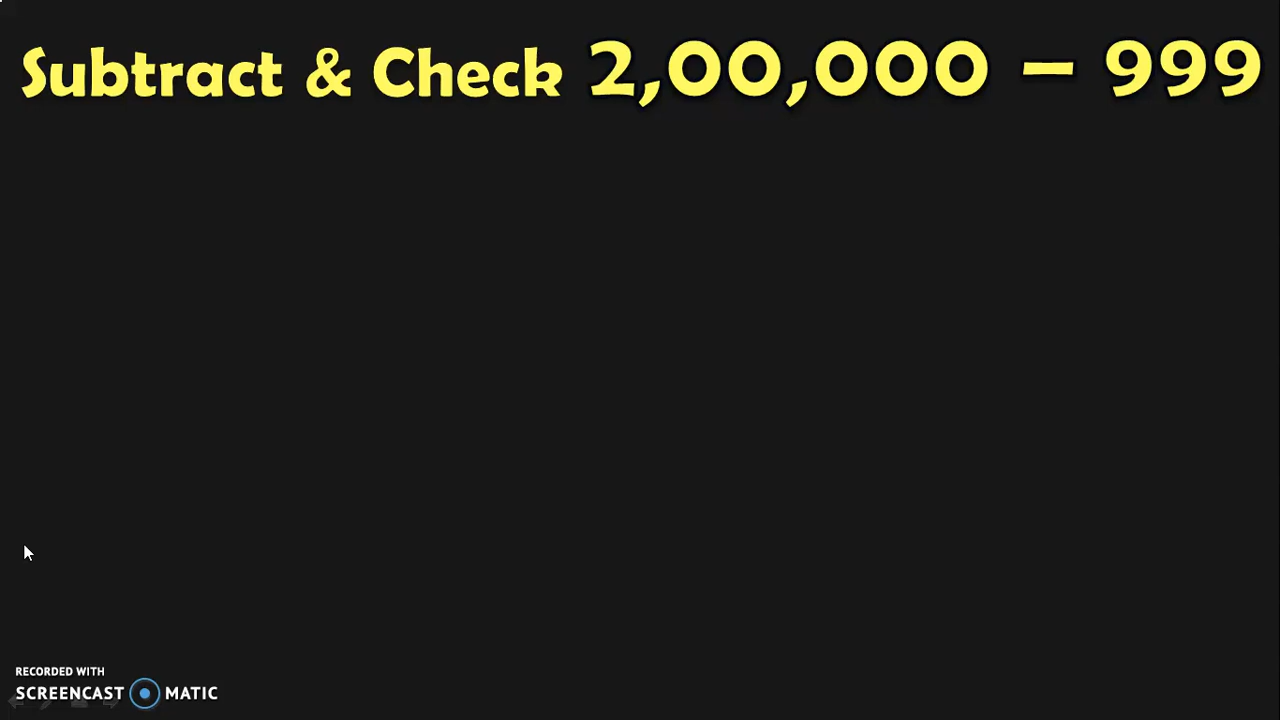 Subtract & Check 2,00,000 – 999
RECORDED WITH
SCREENCAST MATIC